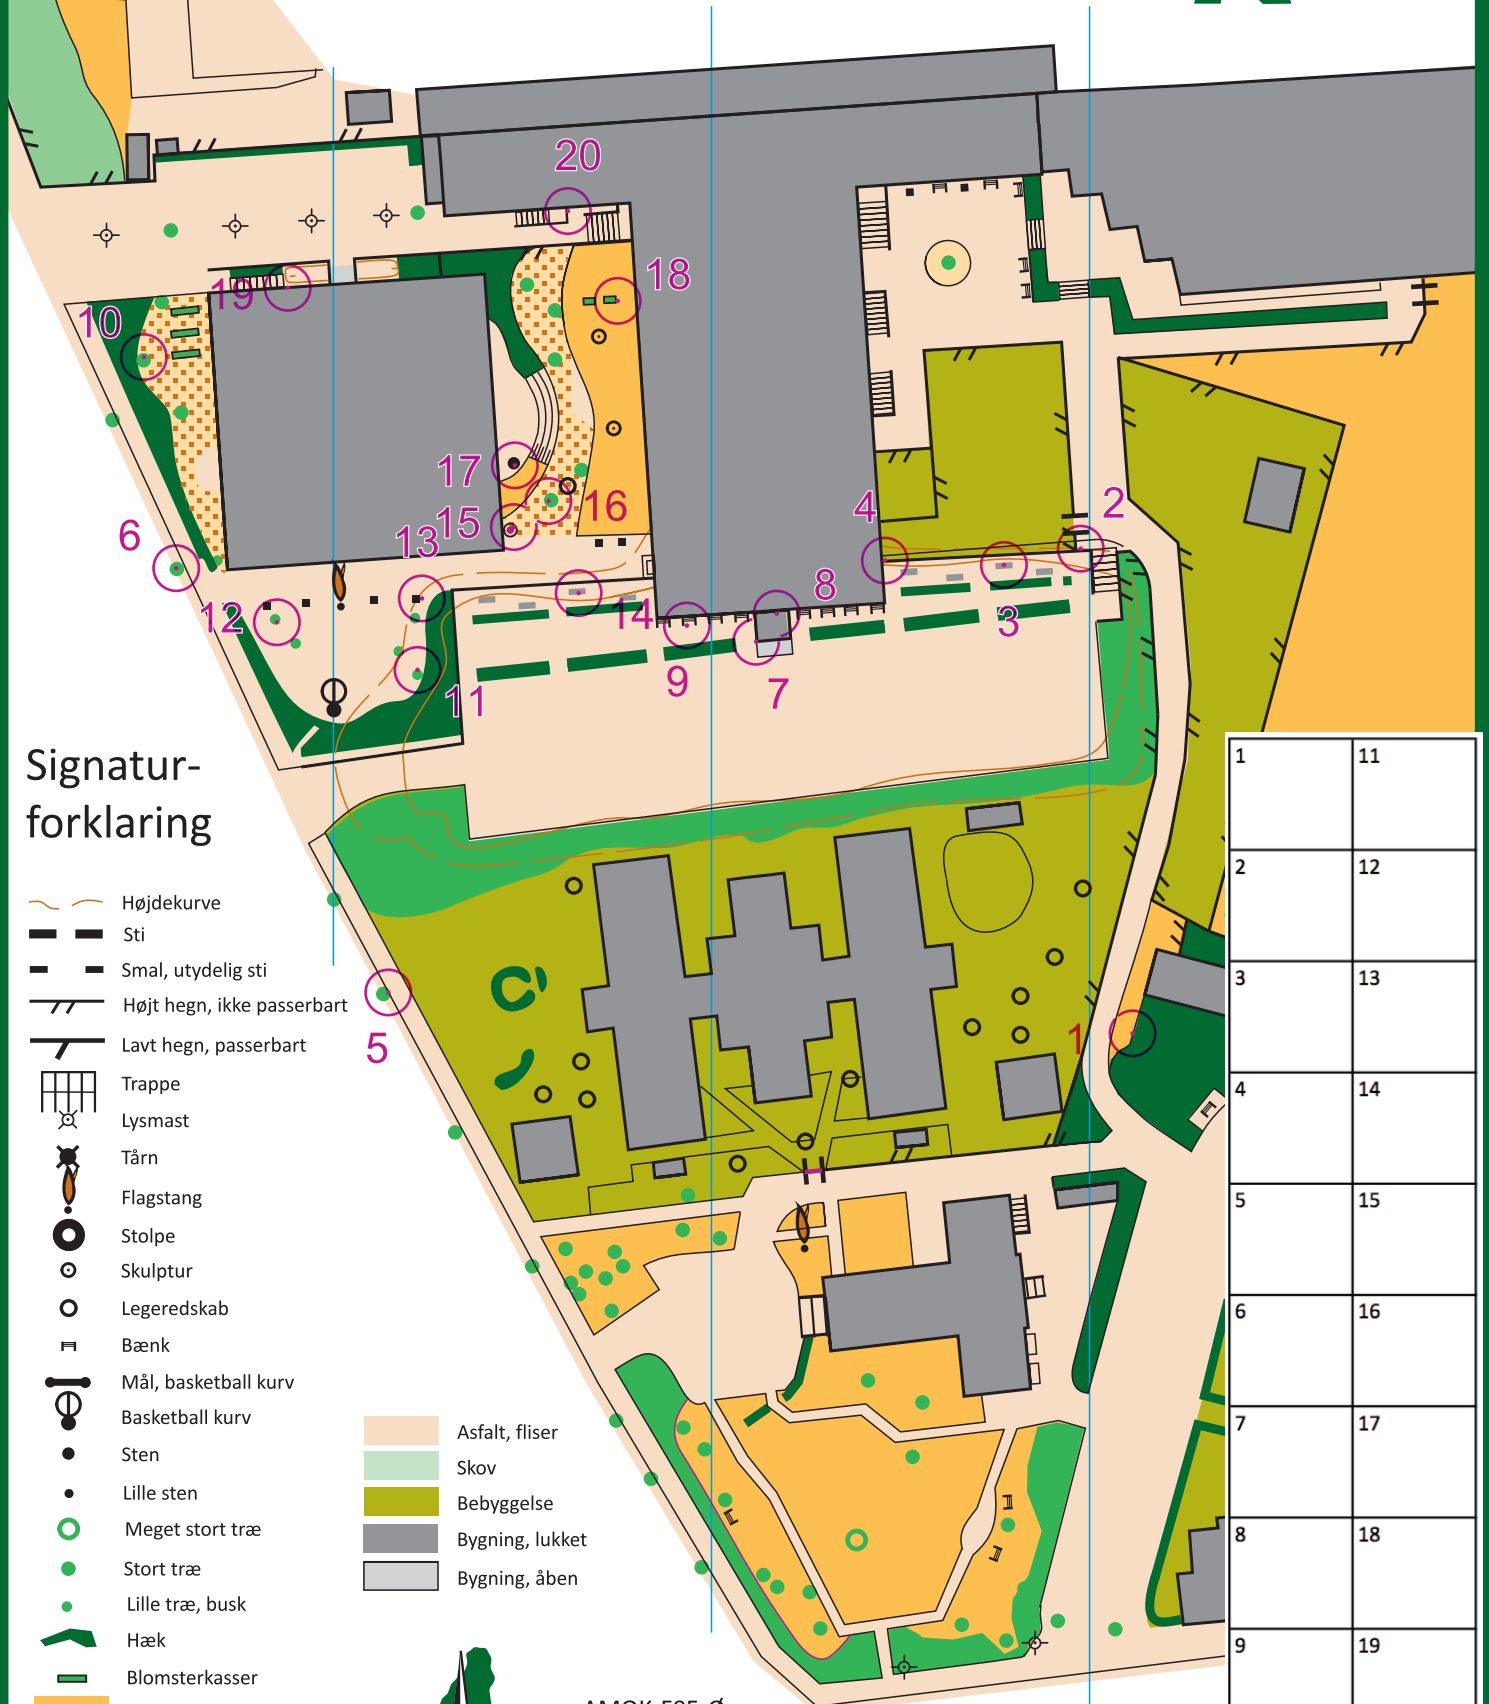 20
18
19
10
17
16
15
13
4
2
6
12
14
8
3
9
7
11
5
1
Signatur-
forklaring
Højdekurve
Sti
Smal, utydelig sti
Højt hegn, ikke passerbart
Lavt hegn, passerbart
Trappe
Lysmast
Tårn
Flagstang
Stolpe
Skulptur
Legeredskab
Bænk
Mål, basketball kurv
Basketball kurv
Sten
Lille sten
Meget stort træ
Stort træ
Lille træ, busk
Hæk
Blomsterkasser
Asfalt, fliser
Skov
Bebyggelse
Bygning, lukket
Bygning, åben
1 11
2 12
3 13
4 14
5 15
6 16
7 17
8 18
9 19